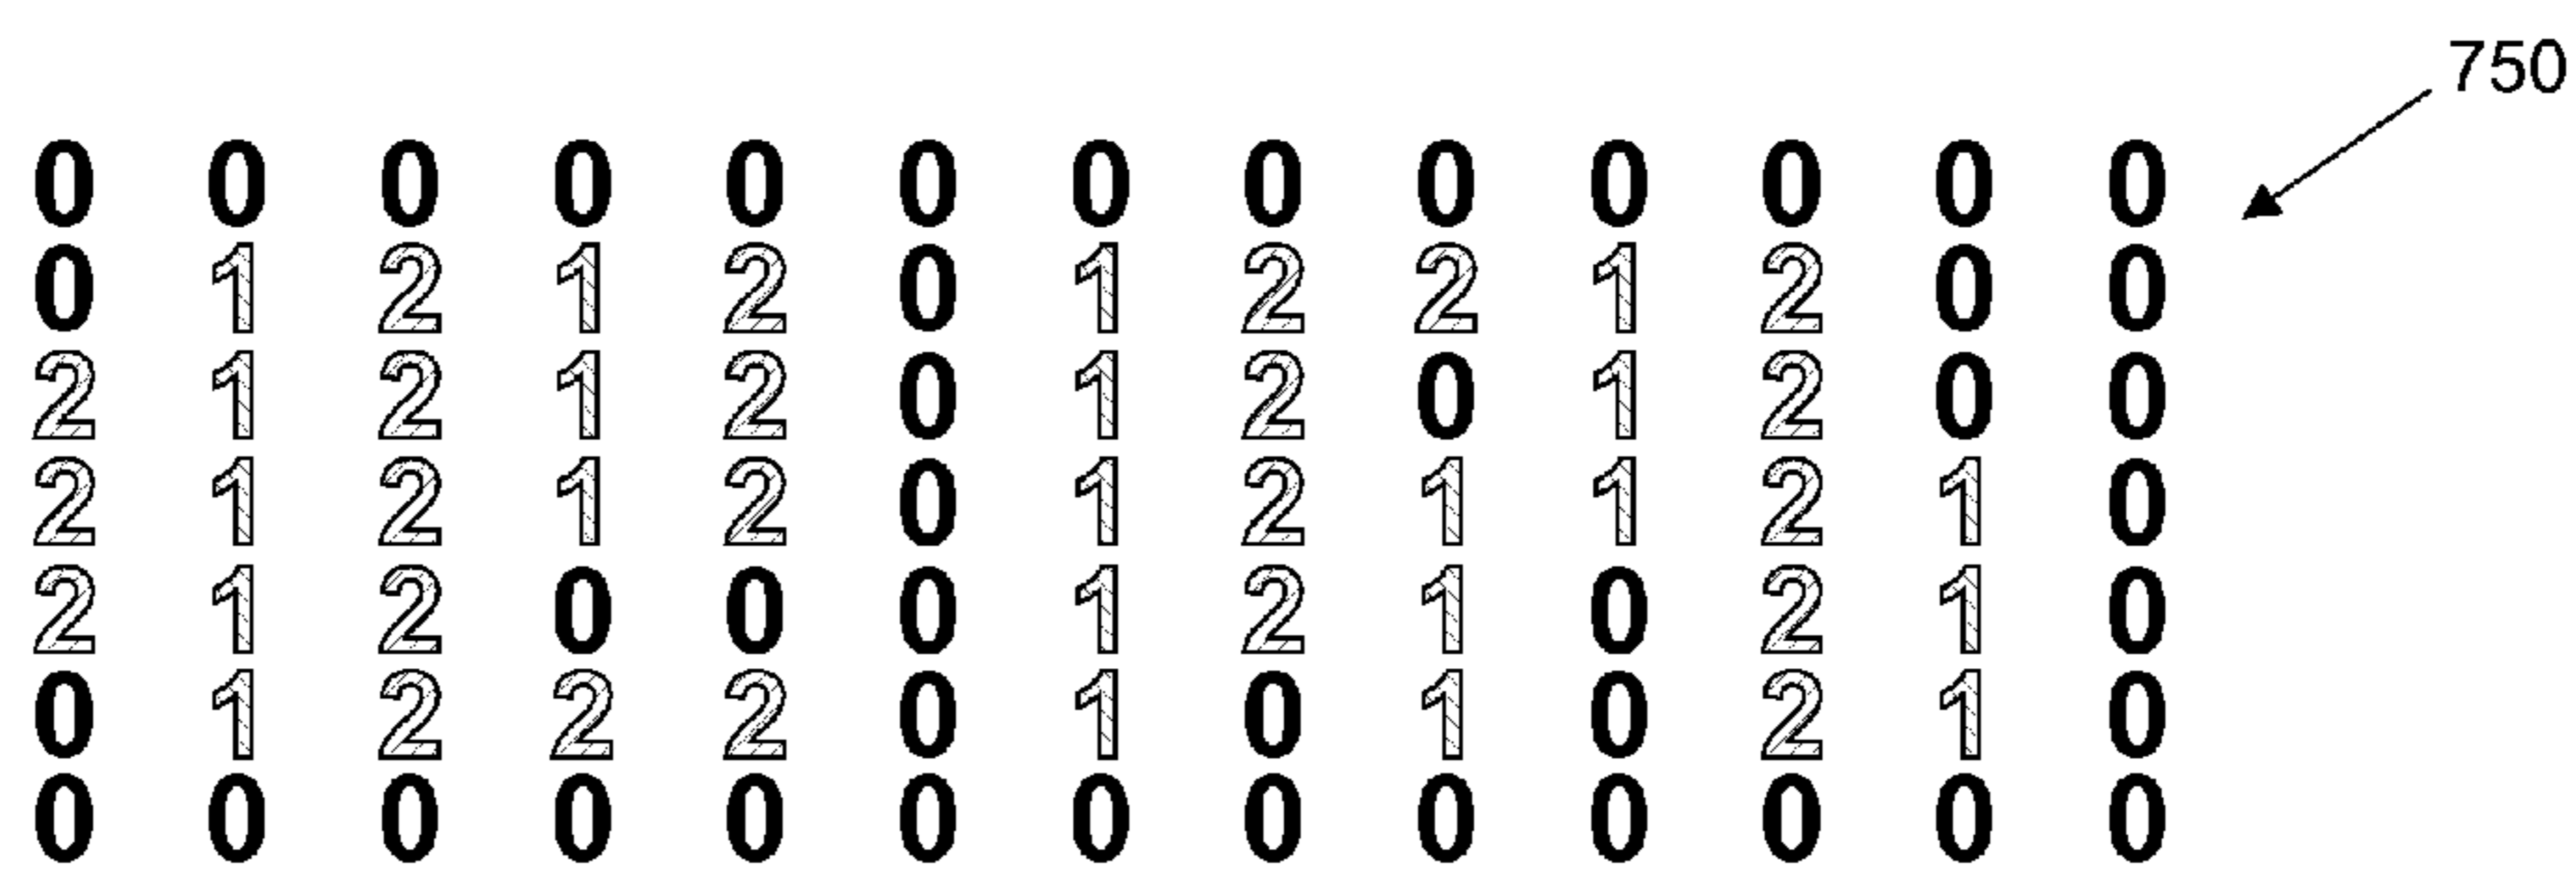 750
0 0 0 0 0 0 0 0 0 0 0 0 0
0 1 2 1 2 0 1 2 2 1 2 0 0
2 1 2 1 2 0 1 2 0 1 2 0 0
2 1 2 1 2 0 1 2 1 1 2 1 0
2 1 2 0 0 0 1 2 1 0 2 1 0
0 1 2 2 2 0 1 0 1 0 2 1 0
0 0 0 0 0 0 0 0 0 0 0 0 0